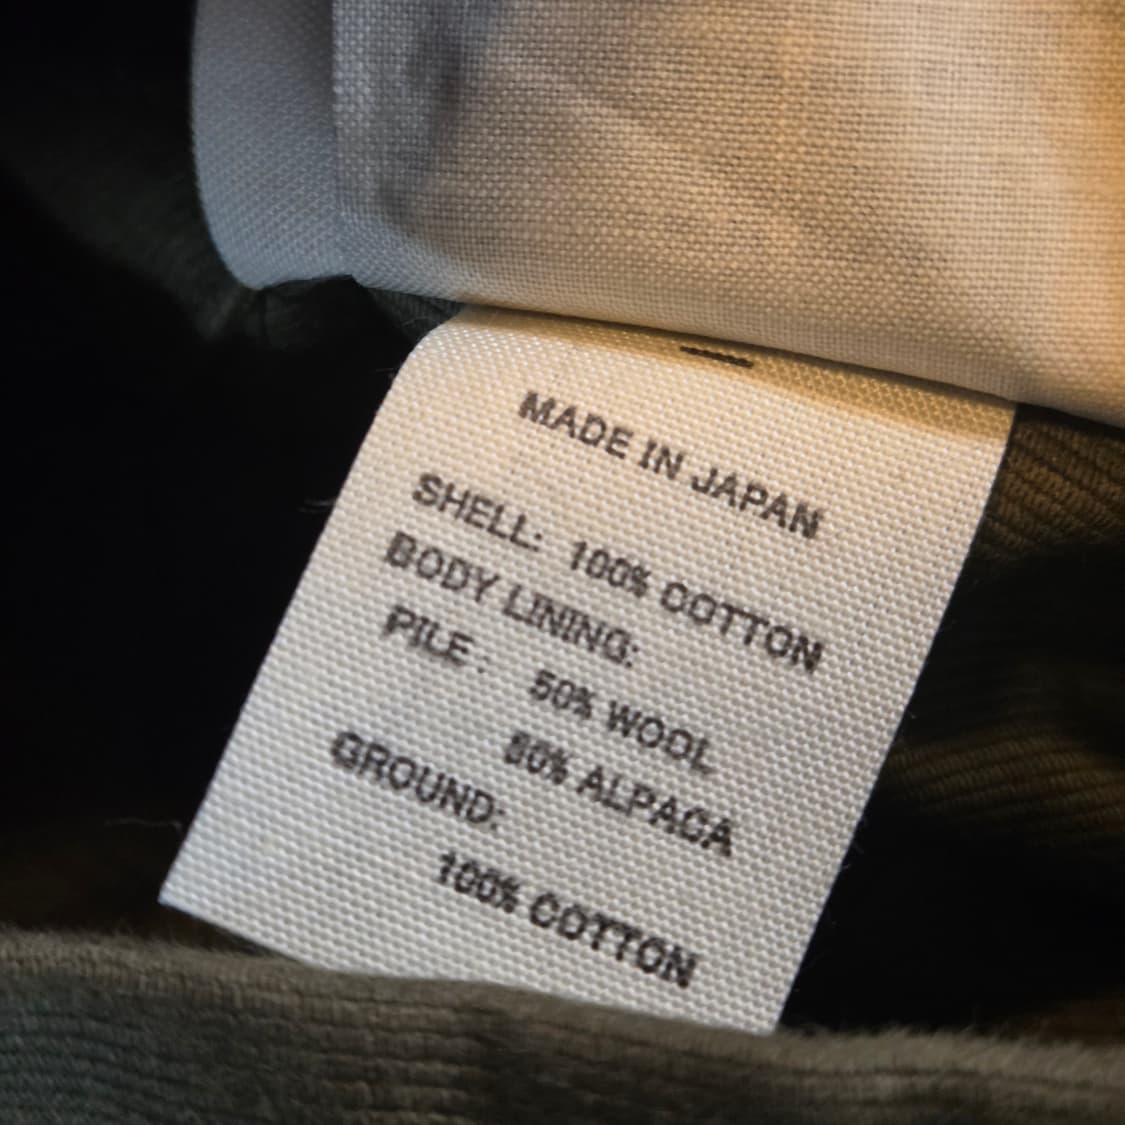 MADE IN JAPAN
SHELL: 100% COTTON
BODY LINING:
PILE: 50% WOOL
50% ALPACA
GROUND:
100% COTTON